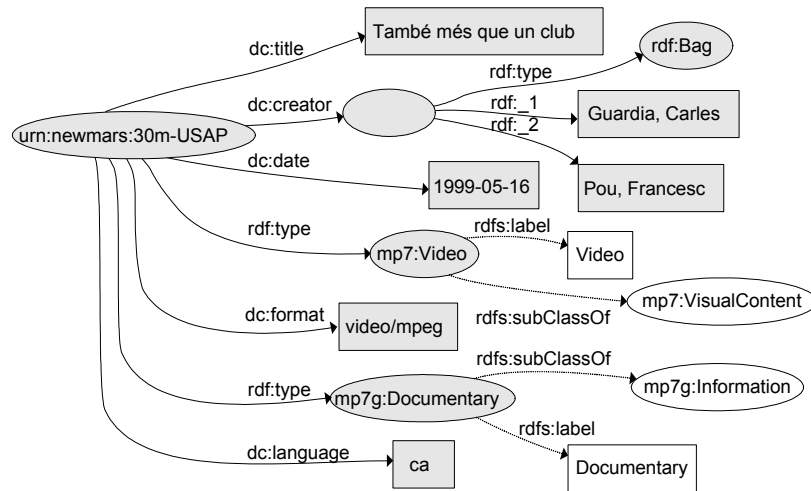 dc:title
També més que un club
rdf:Bag
rdf:type
dc:creator
rdf:_1
Guardia, Carles
rdf:_2
urn:newmars:30m-USAP
dc:date
1999-05-16
Pou, Francesc
rdf:type
mp7:Video
rdfs:label
Video
mp7:VisualContent
rdfs:subClassOf
dc:format
video/mpeg
rdfs:subClassOf
rdf:type
mp7g:Documentary
mp7g:Information
rdfs:label
dc:language
ca
Documentary